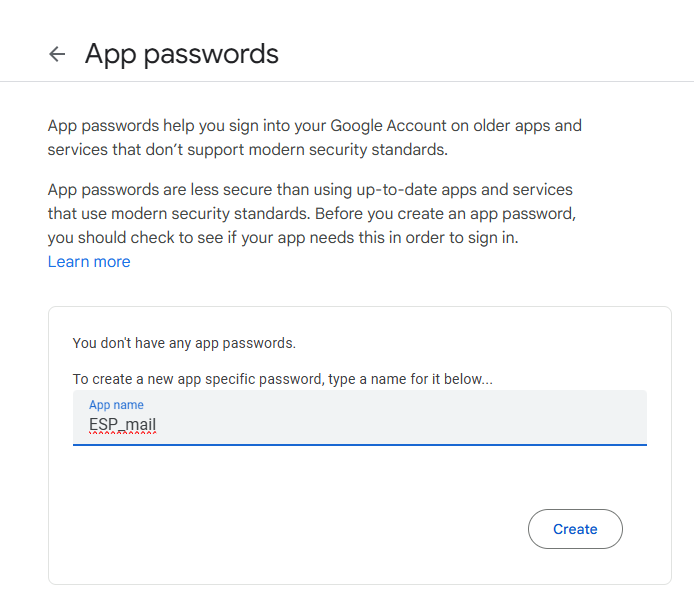 App passwords
App passwords help you sign into your Google Account on older apps and
services that don’t support modern security standards.
App passwords are less secure than using up-to-date apps and services
that use modern security standards. Before you create an app password,
you should check to see if your app needs this in order to sign in.
Learn more
You don't have any app passwords.
To create a new app specific password, type a name for it below...
App name
ESP_mail
Create